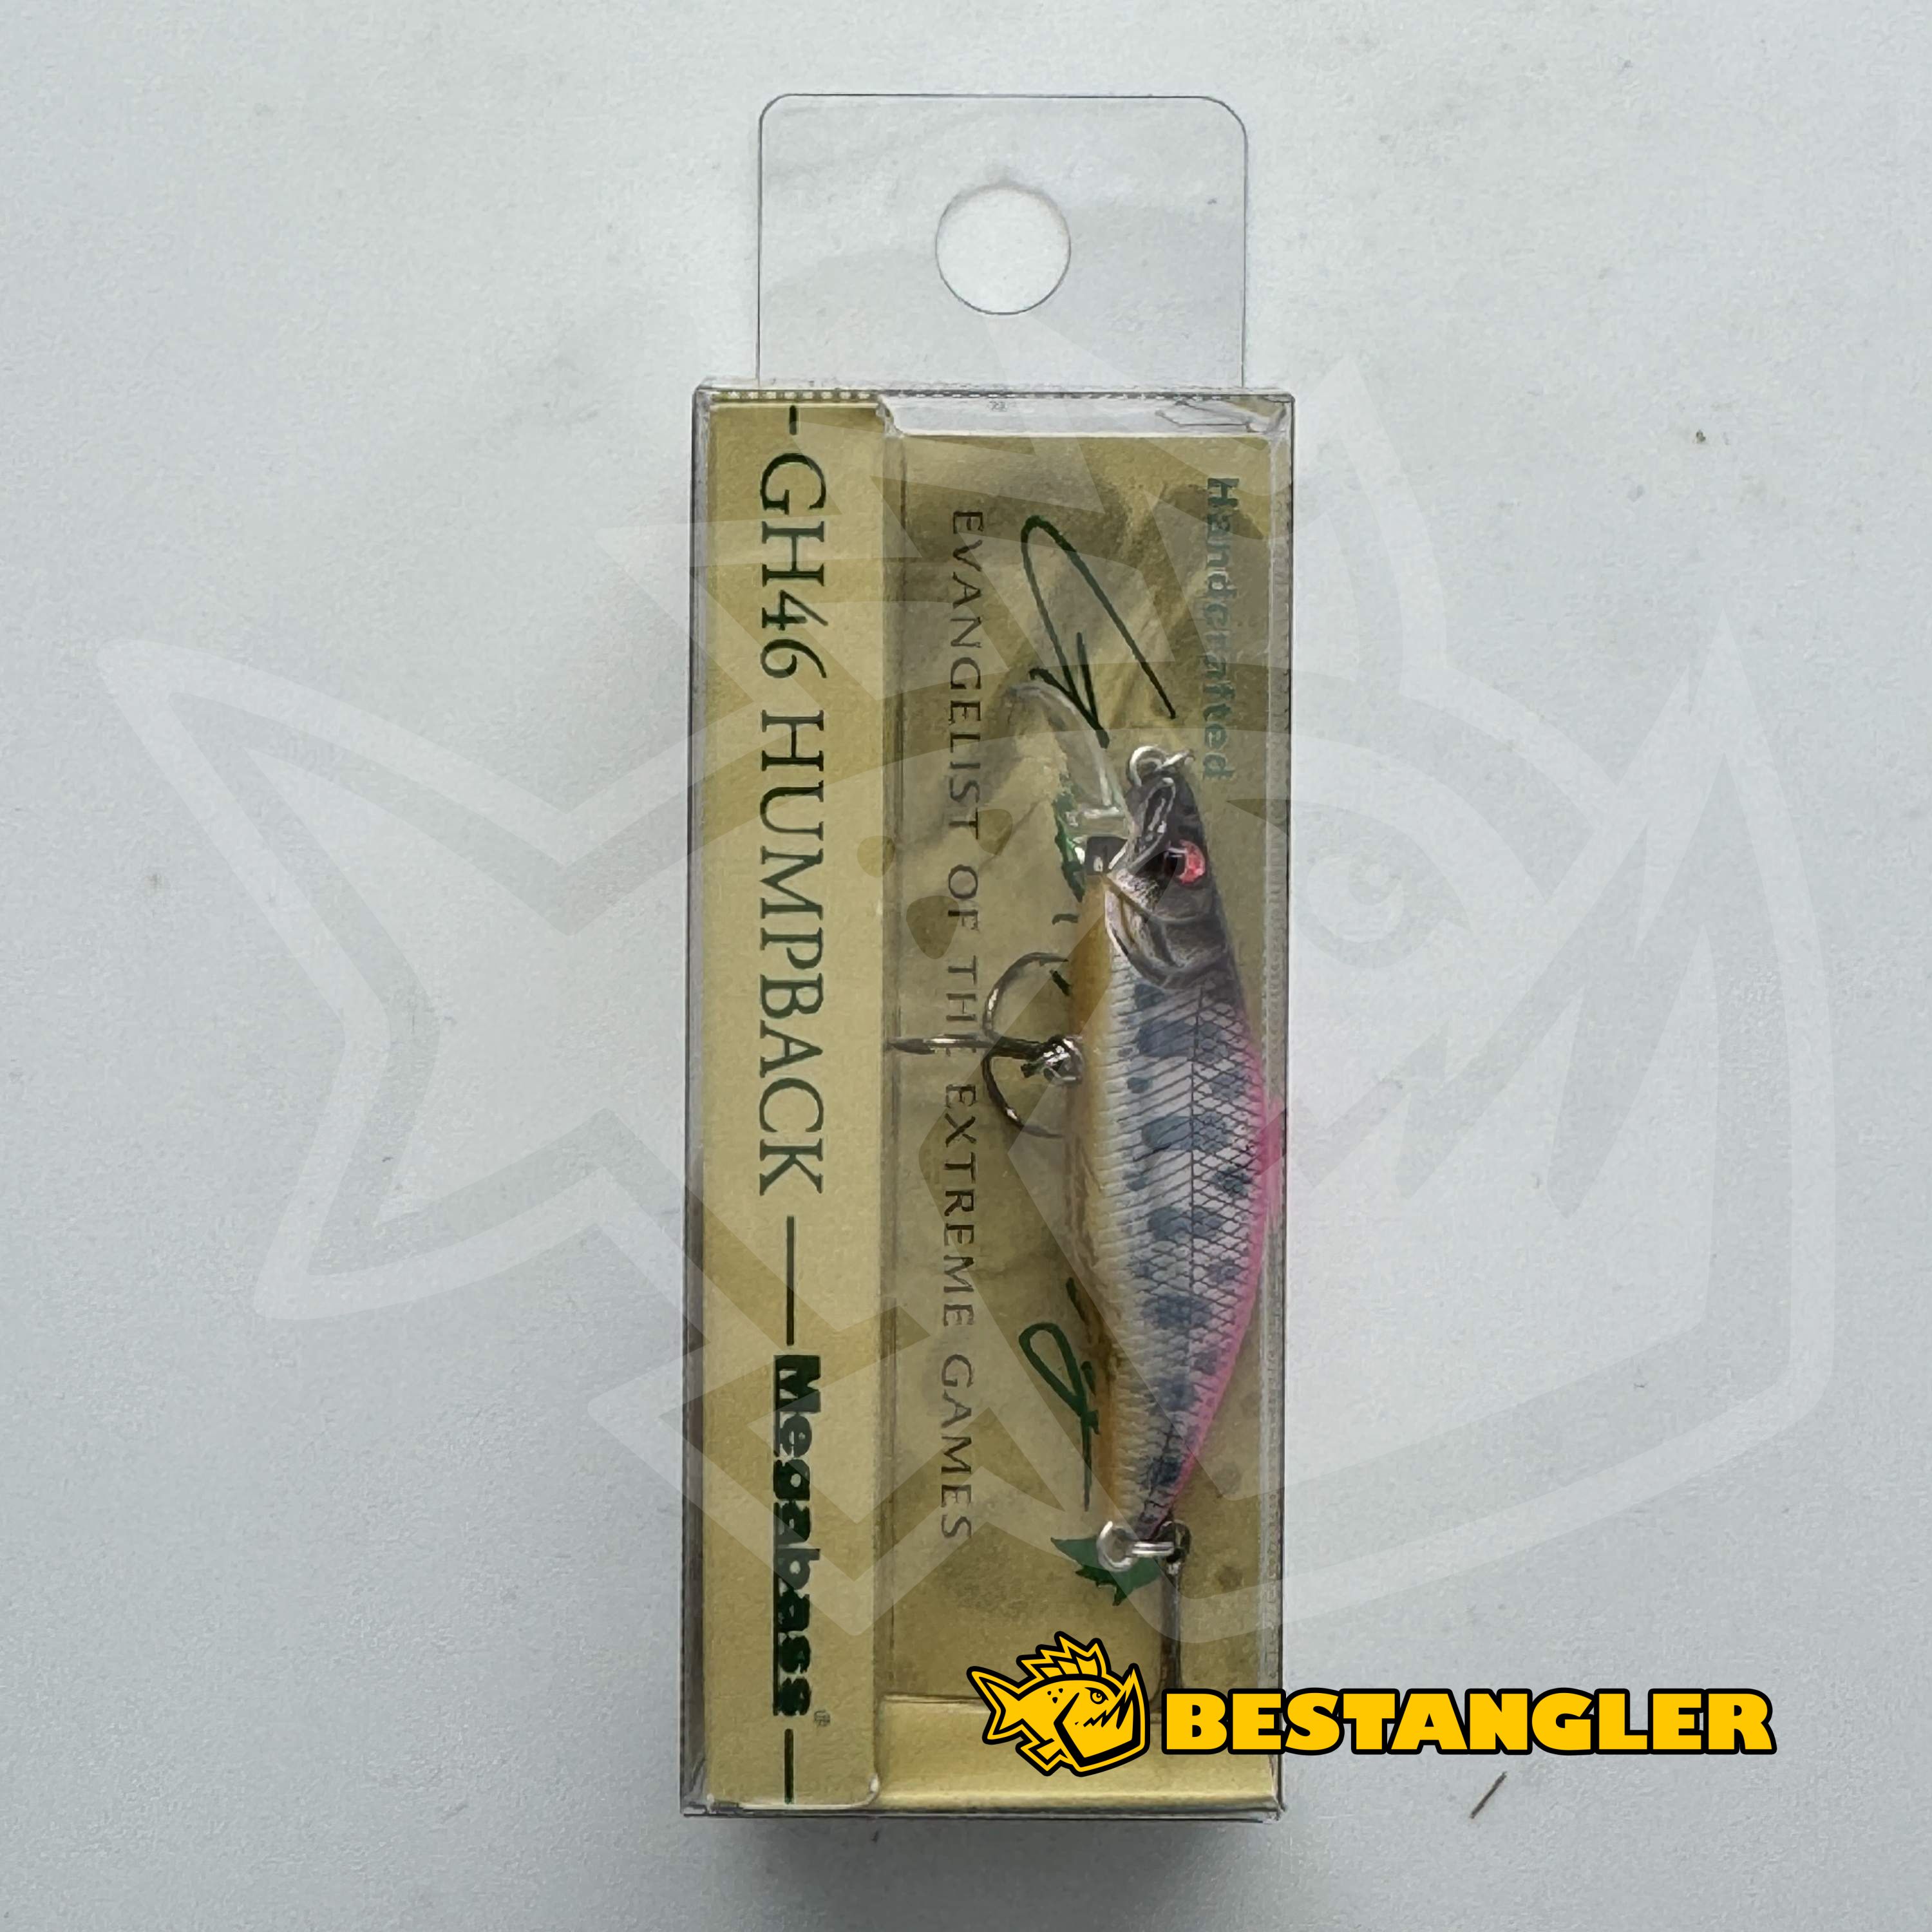 GH46 HUMPBACK
Megabass
EVANGELIST OF THE EXTREME GAMES
Handcrafted
BESTANGLER